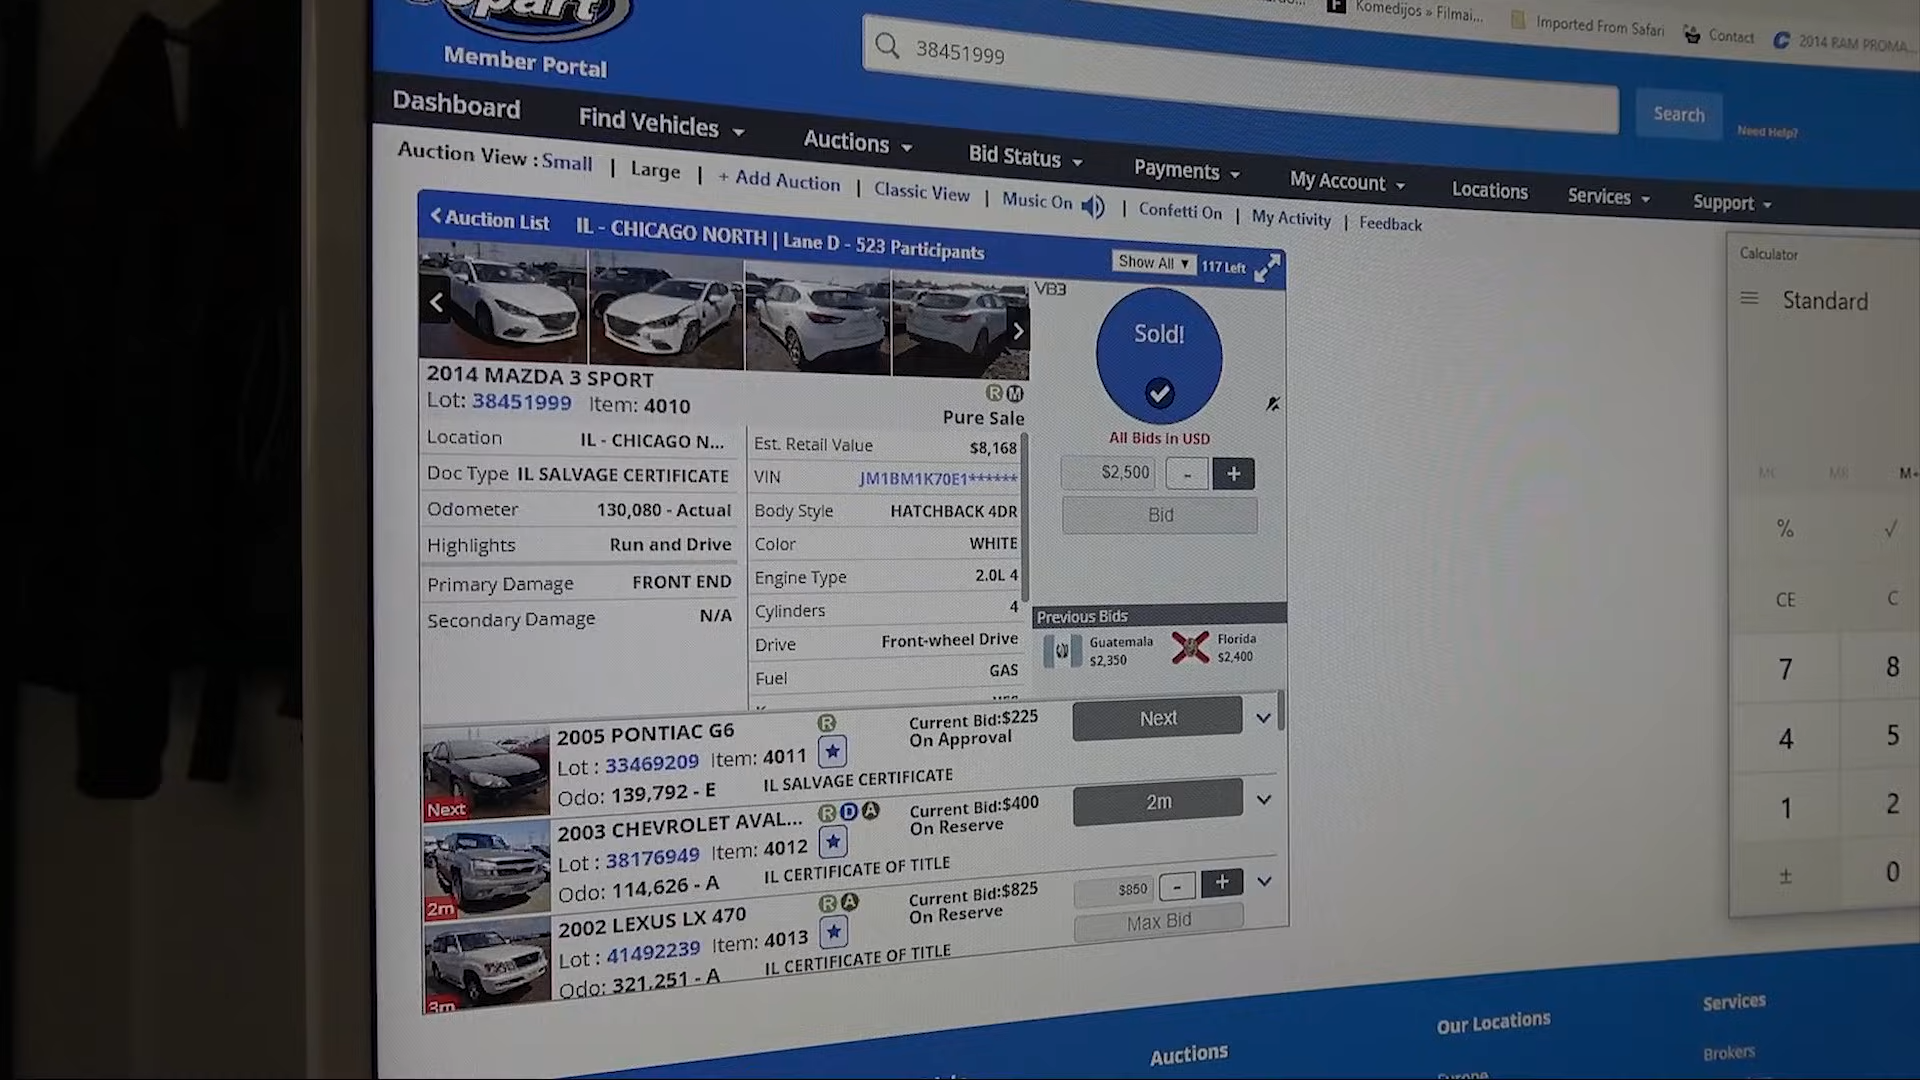 Komedijos » Filmai...
Imported From Safari
Contact
2014 RAM PROMA...
Member Portal
38451999
Search
Need Help?
Dashboard
Find Vehicles
Auctions
Bid Status
Payments
My Account
Locations
Services
Support
Auction View : Small | Large | + Add Auction | Classic View | Music On | Confetti On | My Activity | Feedback
Auction List
IL - CHICAGO NORTH | Lane D - 523 Participants
Show All
117 Left
VB3
Sold!
2014 MAZDA 3 SPORT
Lot: 38451999 Item: 4010
R M
Pure Sale
All Bids in USD
$2,500 - +
Bid
Location IL - CHICAGO N...
Doc Type IL SALVAGE CERTIFICATE
Odometer 130,080 - Actual
Highlights Run and Drive
Primary Damage FRONT END
Secondary Damage N/A
Est. Retail Value $8,168
VIN JM1BM1K70E1******
Body Style HATCHBACK 4DR
Color WHITE
Engine Type 2.0L 4
Cylinders 4
Drive Front-wheel Drive
Fuel GAS
Previous Bids
Guatemala
$2,350
Florida
$2,400
2005 PONTIAC G6
R
Lot : 33469209 Item: 4011
Odo: 139,792 - E
IL SALVAGE CERTIFICATE
Current Bid:$225
On Approval
Next
Next
2003 CHEVROLET AVAL...
R D A
Lot : 38176949 Item: 4012
Odo: 114,626 - A
IL CERTIFICATE OF TITLE
Current Bid:$400
On Reserve
2m
2m
2002 LEXUS LX 470
R A
Lot : 41492239 Item: 4013
Odo: 321,251 - A
IL CERTIFICATE OF TITLE
Current Bid:$825
On Reserve
$850 - +
Max Bid
3m
Calculator
Standard
MC MR M+
% √
CE C
7 8
4 5
1 2
± 0
Auctions
Our Locations
Europe
Services
Brokers